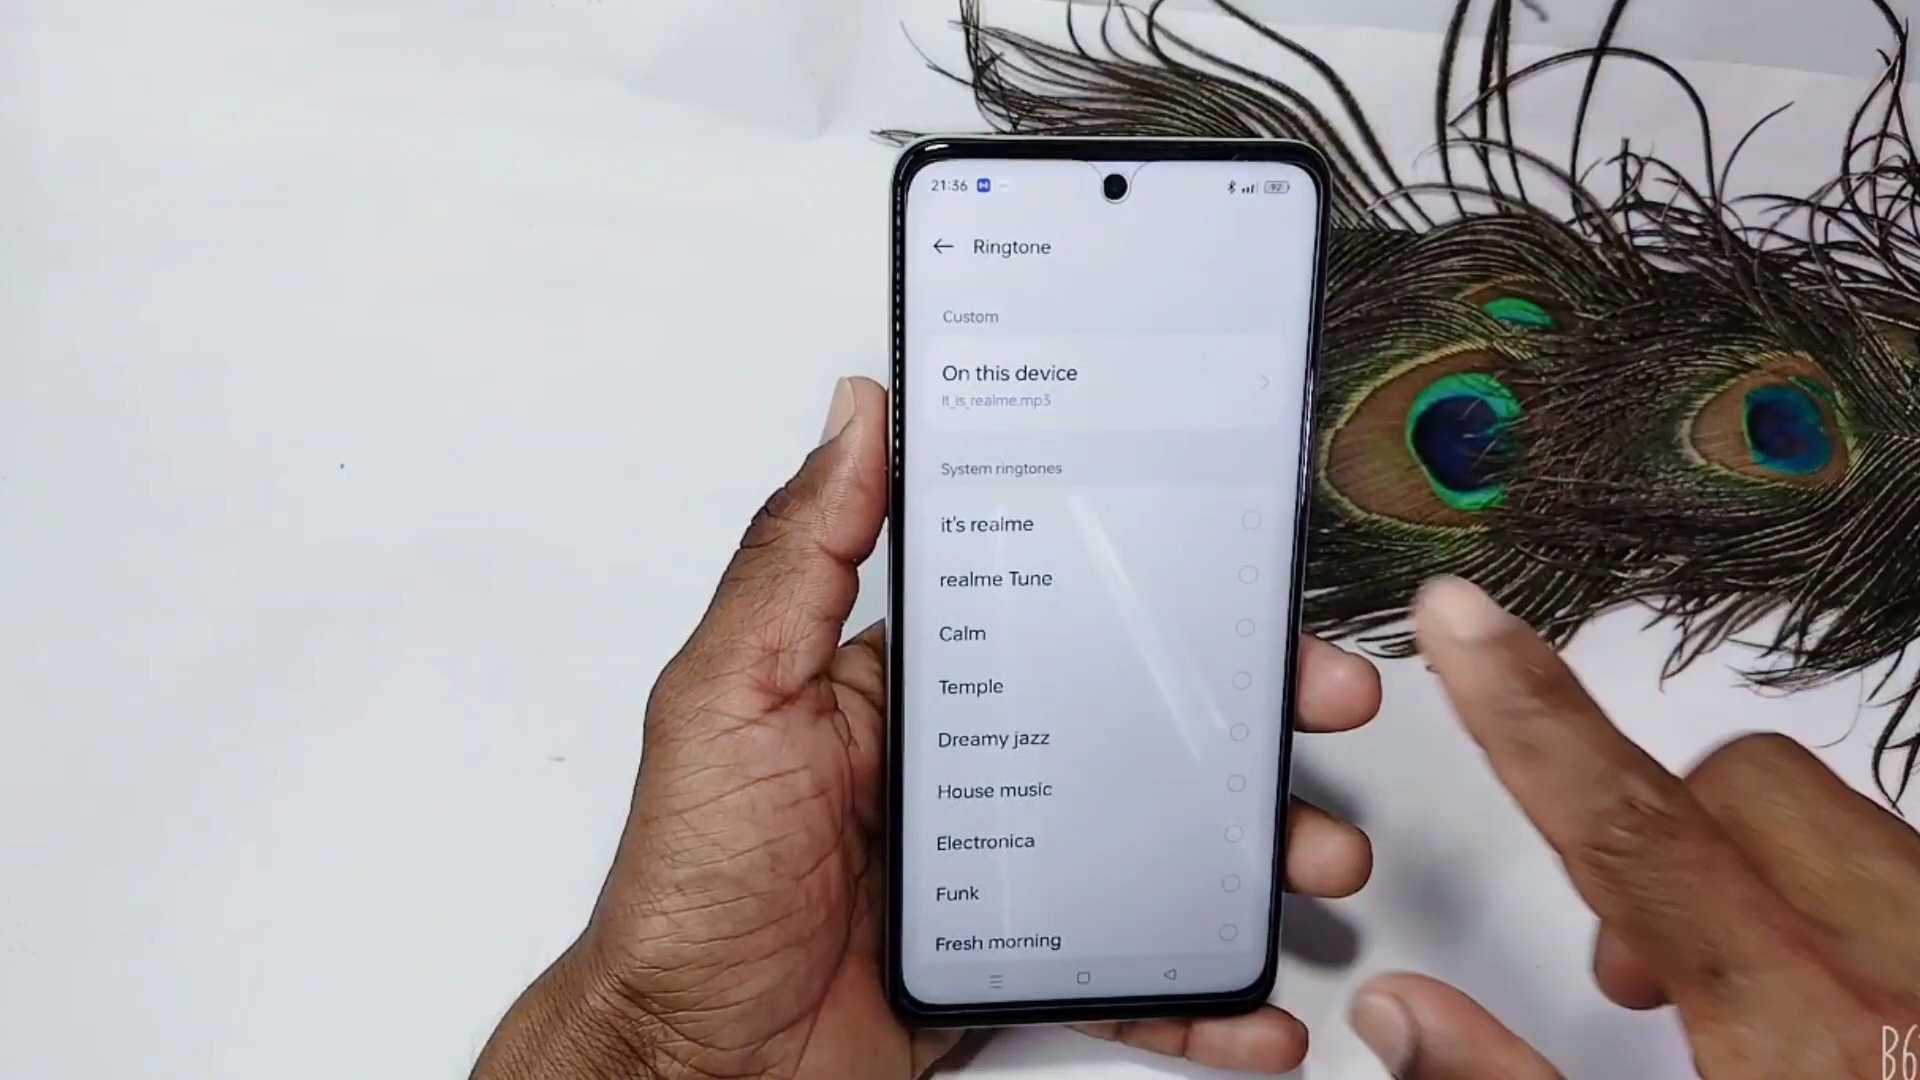 21:36
92
Ringtone
Custom
On this device
It_is_realme.mp3
System ringtones
it's realme
realme Tune
Calm
Temple
Dreamy jazz
House music
Electronica
Funk
Fresh morning